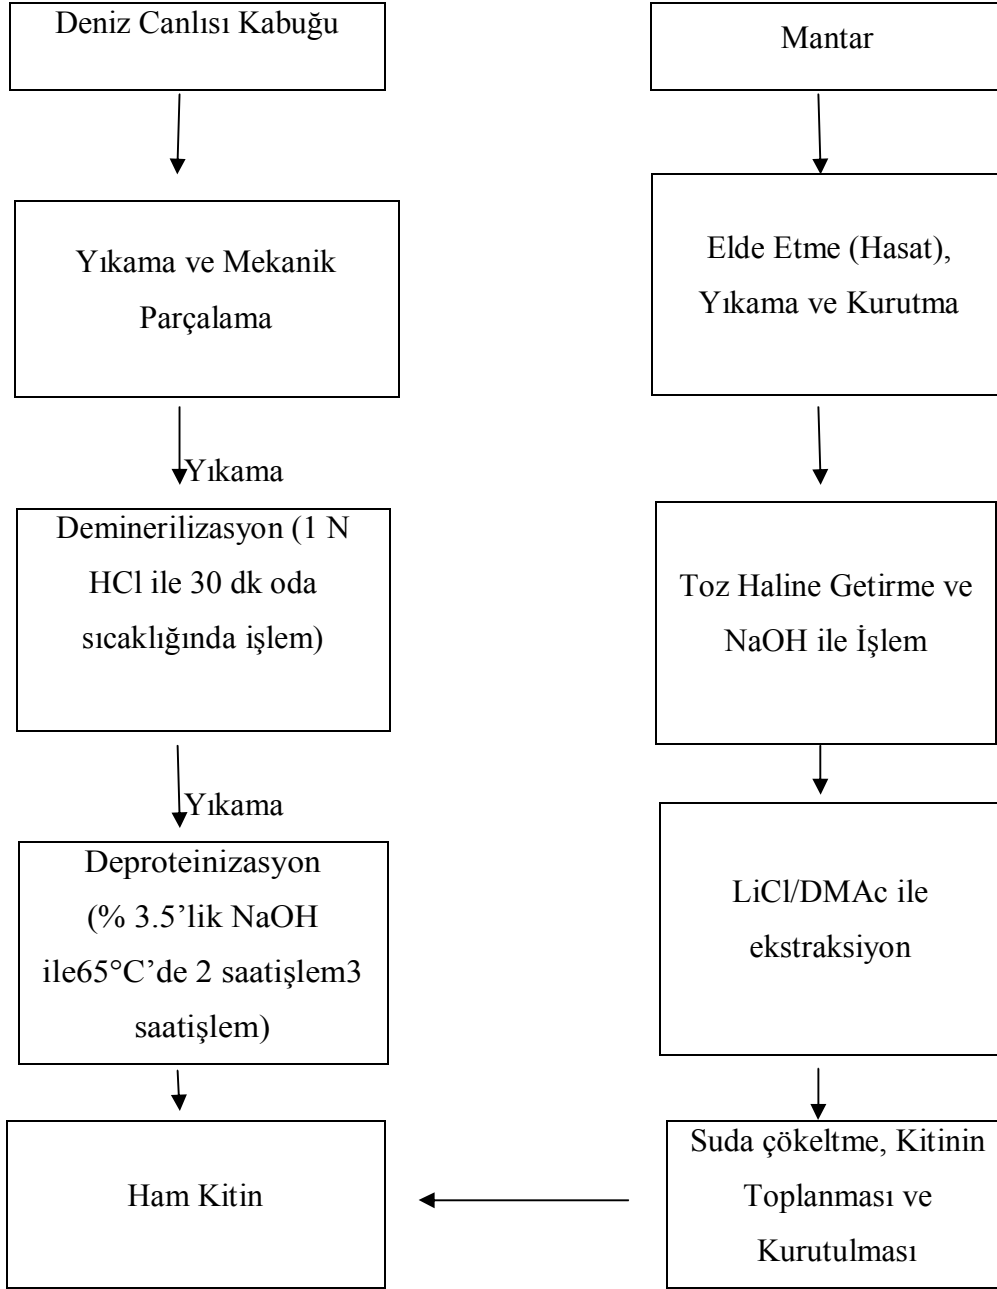 Deniz Canlısı Kabuğu
Yıkama ve Mekanik
Parçalama
Yıkama
Deminerilizasyon (1 N
HCl ile 30 dk oda
sıcaklığında işlem)
Yıkama
Deproteinizasyon
(% 3.5’lik NaOH
ile65°C’de 2 saatişlem3
saatişlem)
Ham Kitin
Mantar
Elde Etme (Hasat),
Yıkama ve Kurutma
Toz Haline Getirme ve
NaOH ile İşlem
LiCl/DMAc ile
ekstraksiyon
Suda çökeltme, Kitinin
Toplanması ve
Kurutulması